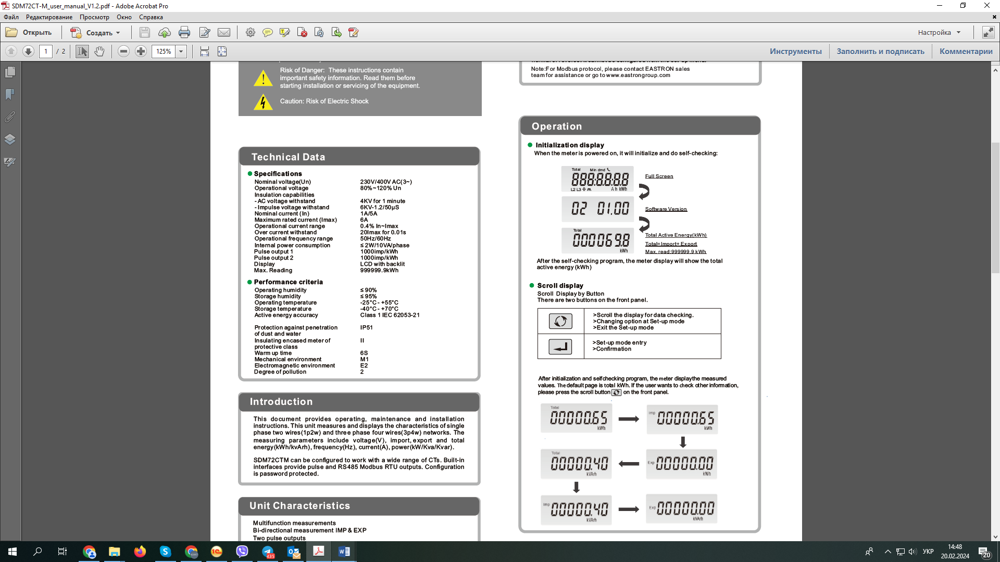 SDM72CT-M_user_manual_V1.2.pdf - Adobe Acrobat Pro
Файл Редактирование Просмотр Окно Справка
Открыть Создать Настройка
1 / 2 125% Инструменты Заполнить и подписать Комментарии
Risk of Danger: These instructions contain
important safety information. Read them before
starting installation or servicing of the equipment.
Caution: Risk of Electric Shock
Technical Data
Specifications
Nominal voltage(Un) 230V/400V AC(3~)
Operational voltage 80%~120% Un
Insulation capabilities
- AC voltage withstand 4KV for 1 minute
- Impulse voltage withstand 6KV-1.2/50μS
Nominal current (In) 1A/5A
Maximum rated current (Imax) 6A
Operational current range 0.4% In~Imax
Over current withstand 20Imax for 0.01s
Operational frequency range 50Hz/60Hz
Internal power consumption ≤ 2W/10VA/phase
Pulse output 1 1000imp/kWh
Pulse output 2 1000imp/kWh
Display LCD with backlit
Max. Reading 999999.9kWh
Performance criteria
Operating humidity ≤ 90%
Storage humidity ≤ 95%
Operating temperature -25°C - +55°C
Storage temperature -40°C - +70°C
Active energy accuracy Class 1 IEC 62053-21
Protection against penetration IP51
of dust and water
Insulating encased meter of II
protective class
Warm up time 6S
Mechanical environment M1
Electromagnetic environment E2
Degree of pollution 2
Introduction
This document provides operating, maintenance and installation
instructions. This unit measures and displays the characteristics of single
phase two wires(1p2w) and three phase four wires(3p4w) networks. The
measuring parameters include voltage(V), import, export and total
energy(kWh/kvArh), frequency(Hz), current(A), power(kW/Kva/Kvar).
SDM72CTM can be configured to work with a wide range of CTs. Built-in
interfaces provide pulse and RS485 Modbus RTU outputs. Configuration
is password protected.
Unit Characteristics
Multifunction measurements
Bi-directional measurement IMP & EXP
Two pulse outputs
Note:For Modbus protocol, please contact EASTRON sales
team for assistance or go to www.eastrongroup.com
Operation
Initialization display
When the meter is powered on, it will initialize and do self-checking:
Total Min dmd
888:8.8.8.8
L2 L3 A h kWh
Full Screen
02 01.00
Software Version
Total
000069.8
kWh
Total Active Energy(kWh)
Total=Import+ Export
Max. read:999999.9 kWh
After the self-checking program, the meter display will show the total
active energy (kWh)
Scroll display
Scroll Display by Button
There are two buttons on the front panel.
>Scroll the display for data checking.
>Changing option at Set-up mode
>Exit the Set-up mode
>Set-up mode entry
>Confirmation
After initialization and selfchecking program, the meter displaythe measured
values. The default page is total kWh. If the user wants to check other information,
please press the scroll button on the front panel.
Total
00000.65
kWh
Imp
00000.65
kWh
Total
00000.40
kVArh
Exp
00000.00
kWh
Imp
00000.40
kVArh
Exp
00000.00
kVArh
435
УКР
14:48
20.02.2024
20